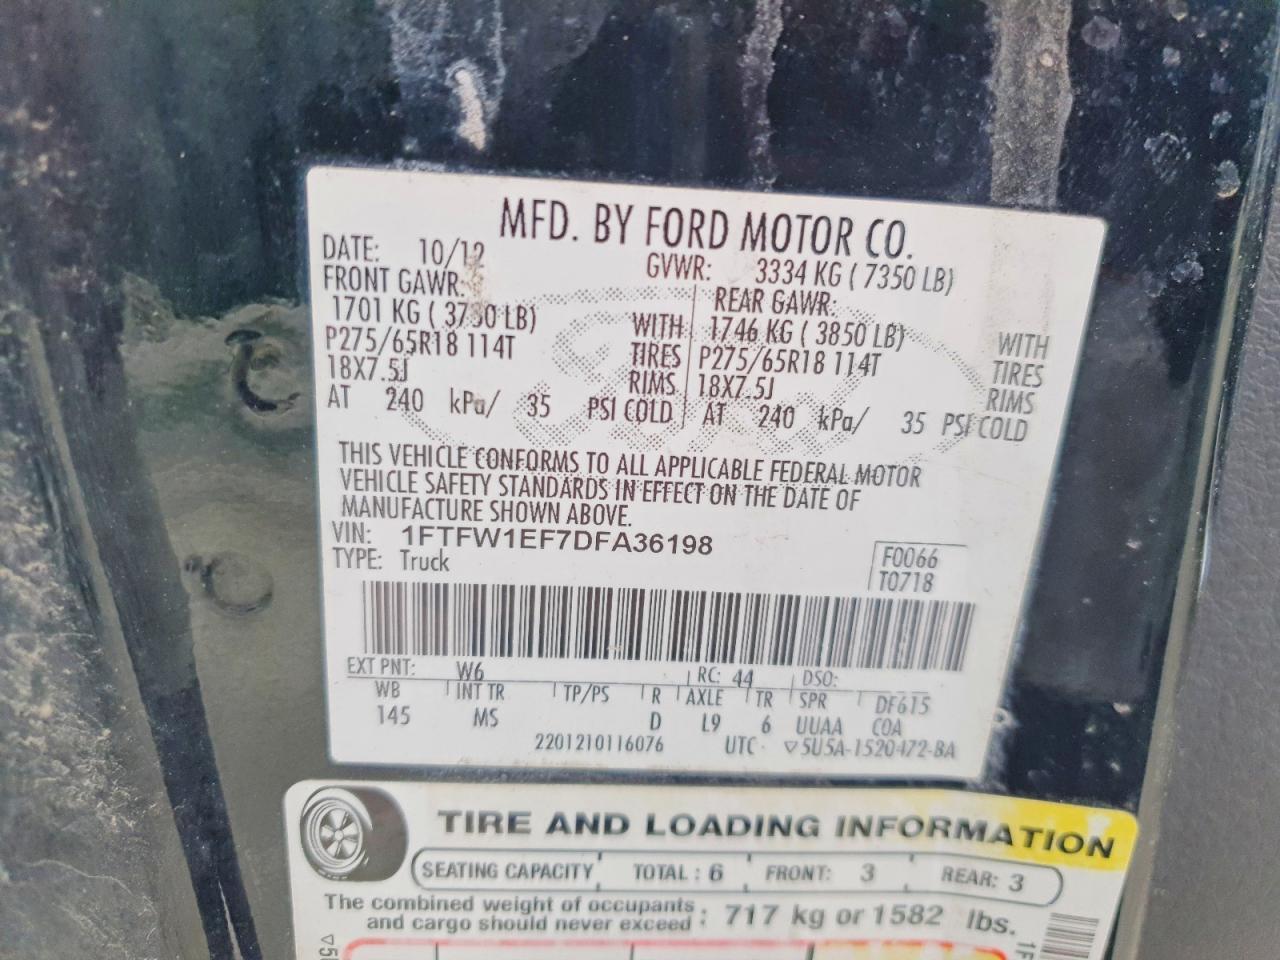 MFD. BY FORD MOTOR CO.
DATE: 10/12 GVWR: 3334 KG ( 7350 LB)
FRONT GAWR: REAR GAWR:
1701 KG ( 3750 LB) WITH 1746 KG ( 3850 LB) WITH
P275/65R18 114T TIRES P275/65R18 114T TIRES
18X7.5J RIMS 18X7.5J RIMS
AT 240 kPa/ 35 PSI COLD AT 240 kPa/ 35 PSI COLD
THIS VEHICLE CONFORMS TO ALL APPLICABLE FEDERAL MOTOR
VEHICLE SAFETY STANDARDS IN EFFECT ON THE DATE OF
MANUFACTURE SHOWN ABOVE.
VIN: 1FTFW1EF7DFA36198
TYPE: Truck
F0066
T0718
EXT PNT: W6 RC: 44 DSO:
WB INT TR TP/PS R AXLE TR SPR DF615
145 MS D L9 6 UUAA COA
2201210116076 UTC ▽5U5A-1520472-BA
TIRE AND LOADING INFORMATION
SEATING CAPACITY TOTAL : 6 FRONT: 3 REAR: 3
The combined weight of occupants
and cargo should never exceed : 717 kg or 1582 lbs.